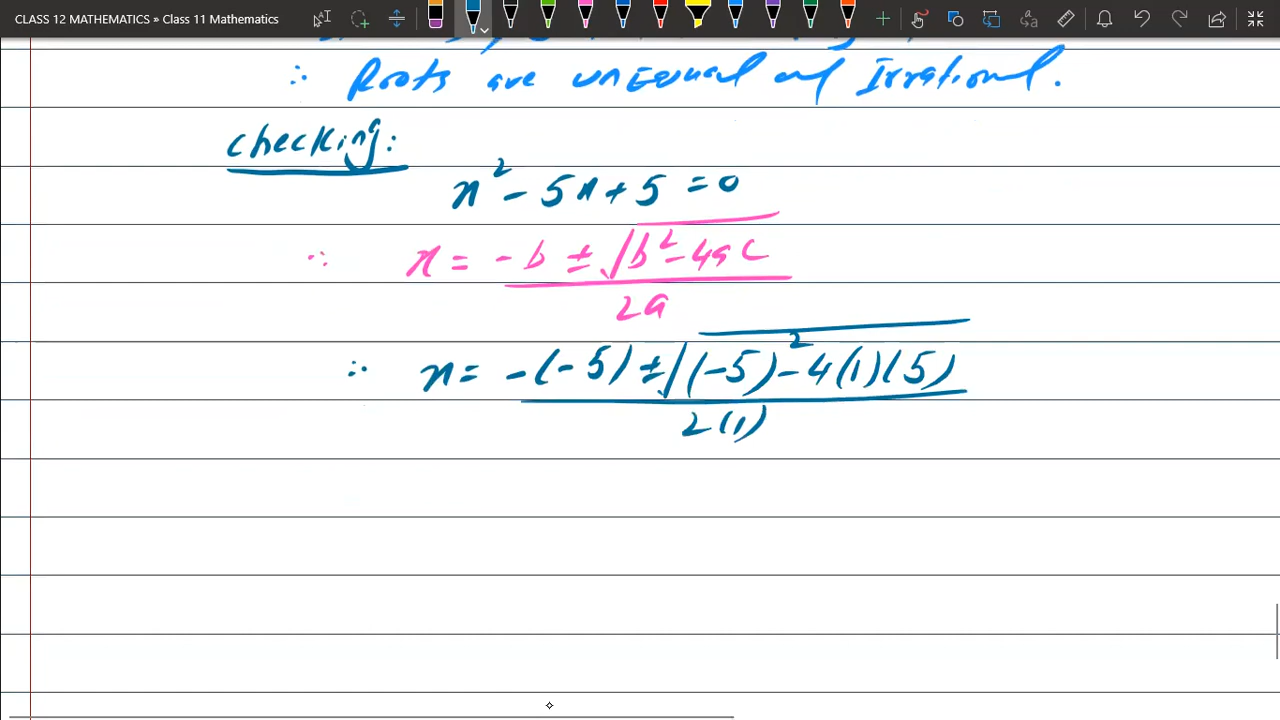 CLASS 12 MATHEMATICS » Class 11 Mathematics
∴ Roots are unequal and Irrational.
checking:
x² - 5x + 5 = 0
∴ x = -b ± √(b² - 4ac) / 2a
∴ x = -(-5) ± √((-5)² - 4(1)(5)) / 2(1)